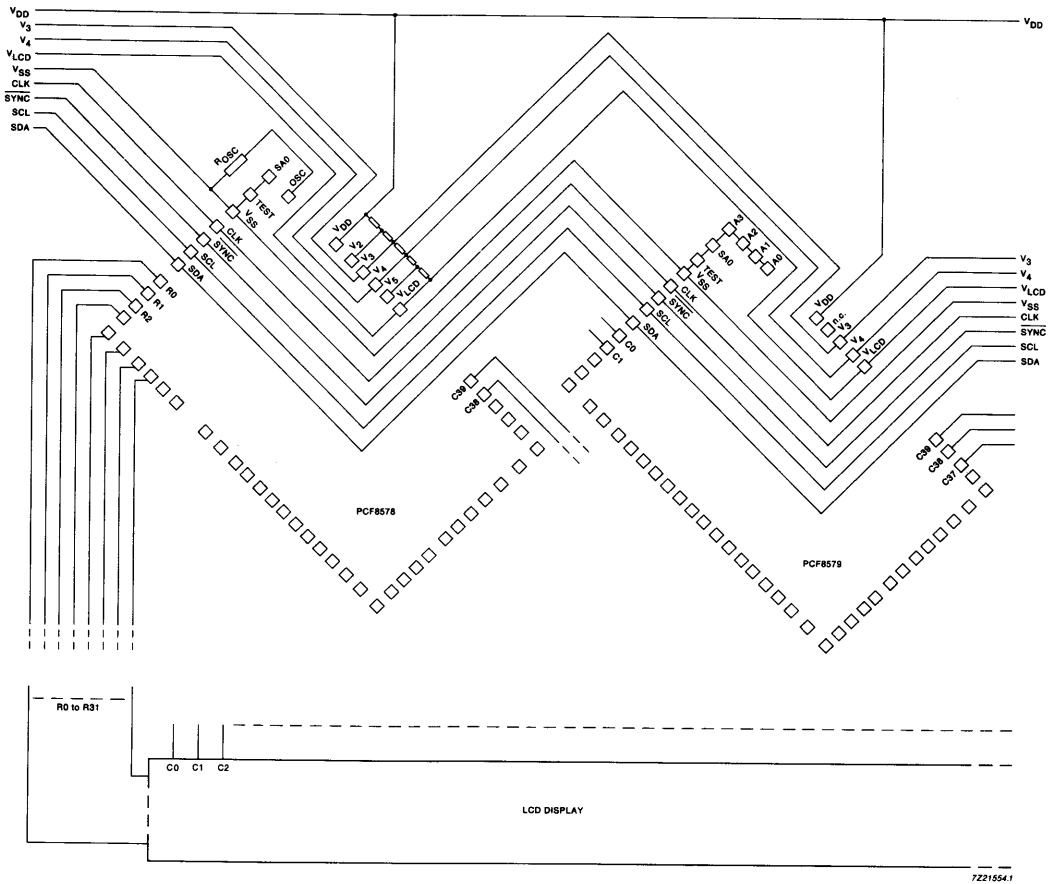 VDD
V3
V4
VLCD
VSS
CLK
SYNC
SCL
SDA
VDD
ROSC
SA0
OSC
TEST
VSS
CLK
SYNC
SCL
SDA
R0
R1
R2
VDD
V2
V3
V4
V5
VLCD
A3
A2
A1
A0
SA0
TEST
VSS
CLK
SYNC
SCL
SDA
C0
C1
VDD
n.c.
V3
V4
VLCD
V3
V4
VLCD
VSS
CLK
SYNC
SCL
SDA
C39
C38
C39
C38
C37
PCF8578
PCF8579
R0 to R31
C0 C1 C2
LCD DISPLAY
7Z21554.1